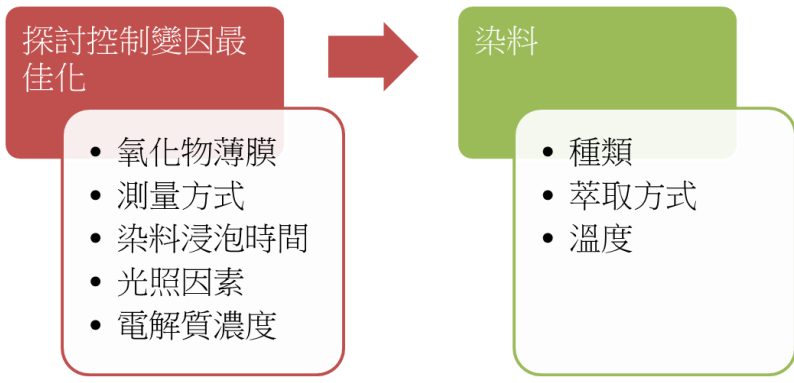 探討控制變因最
佳化
• 氧化物薄膜
• 測量方式
• 染料浸泡時間
• 光照因素
• 電解質濃度
染料
• 種類
• 萃取方式
• 溫度